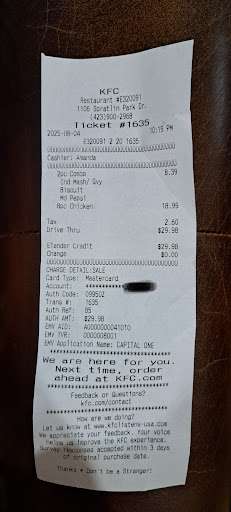 KFC
Restaurant #E320091
1106 Spratlin Park Dr.
(423)900-2968
Ticket #1635
2025-08-04 10:19 PM
E320091 2 20 1635
Cashier: Amanda
2pc Combo 8.39
Ind Mash/ Gvy
Biscuit
Md Pepsi
8pc Chicken 18.99
Tax 2.60
Drive Thru $29.98
ETender Credit $29.98
Change $0.00
CHARGE DETAIL:SALE
Card Type: Mastercard
Account: ************
Auth Code: 09950Z
Trans #: 1635
Auth Ref: 85
AUTH AMT: $29.98
EMV AID: A0000000041010
EMV TVR: 0000008001
EMV Application Name: CAPITAL ONE
We are here for you.
Next time, order
ahead at KFC.com
Feedback or Questions?
kfc.com/contact
How are we doing?
Let us know at www.kfclistens-usa.com
We appreciate your feedback. Your voice
helps us improve the KFC experience.
Survey responses accepted within 3 days
of original purchase date.
Thanks * Don't be a Stranger!